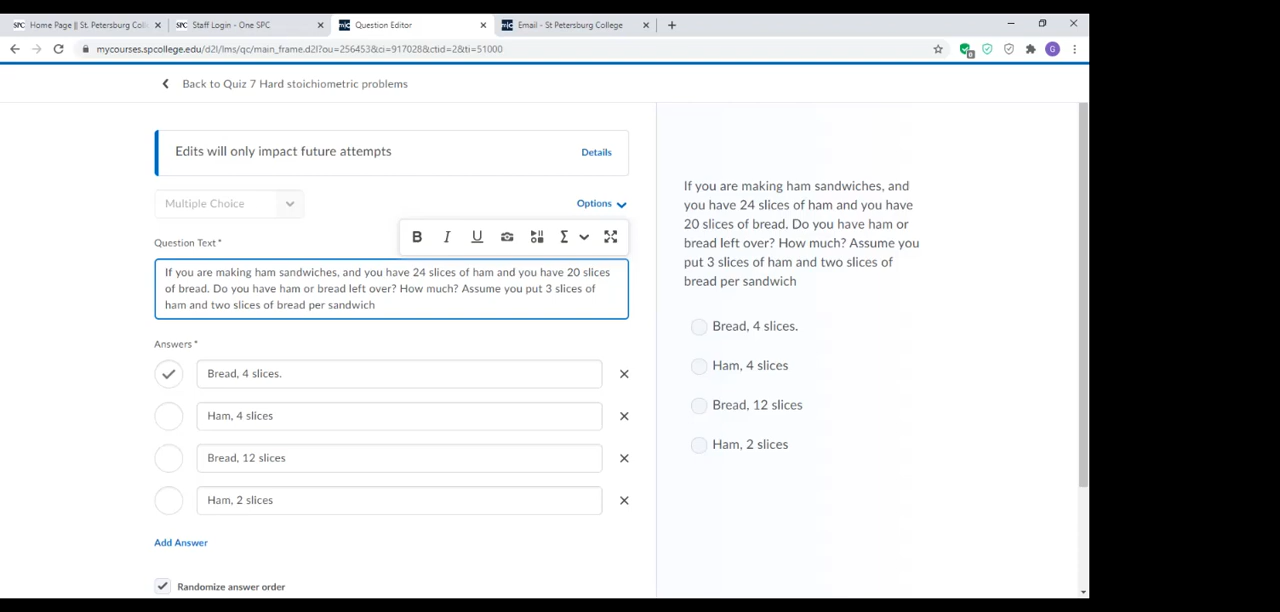 SPC Home Page || St. Petersburg Coll
SPC Staff Login - One SPC
Question Editor
Email - St Petersburg College
mycourses.spcollege.edu/d2l/lms/qc/main_frame.d2l?ou=256453&ci=917028&ctid=2&ti=51000
G
Back to Quiz 7 Hard stoichiometric problems
Edits will only impact future attempts
Details
Multiple Choice
Options
Question Text *
B I U Σ
If you are making ham sandwiches, and you have 24 slices of ham and you have 20 slices
of bread. Do you have ham or bread left over? How much? Assume you put 3 slices of
ham and two slices of bread per sandwich
Answers *
Bread, 4 slices.
Ham, 4 slices
Bread, 12 slices
Ham, 2 slices
Add Answer
Randomize answer order
If you are making ham sandwiches, and
you have 24 slices of ham and you have
20 slices of bread. Do you have ham or
bread left over? How much? Assume you
put 3 slices of ham and two slices of
bread per sandwich
Bread, 4 slices.
Ham, 4 slices
Bread, 12 slices
Ham, 2 slices